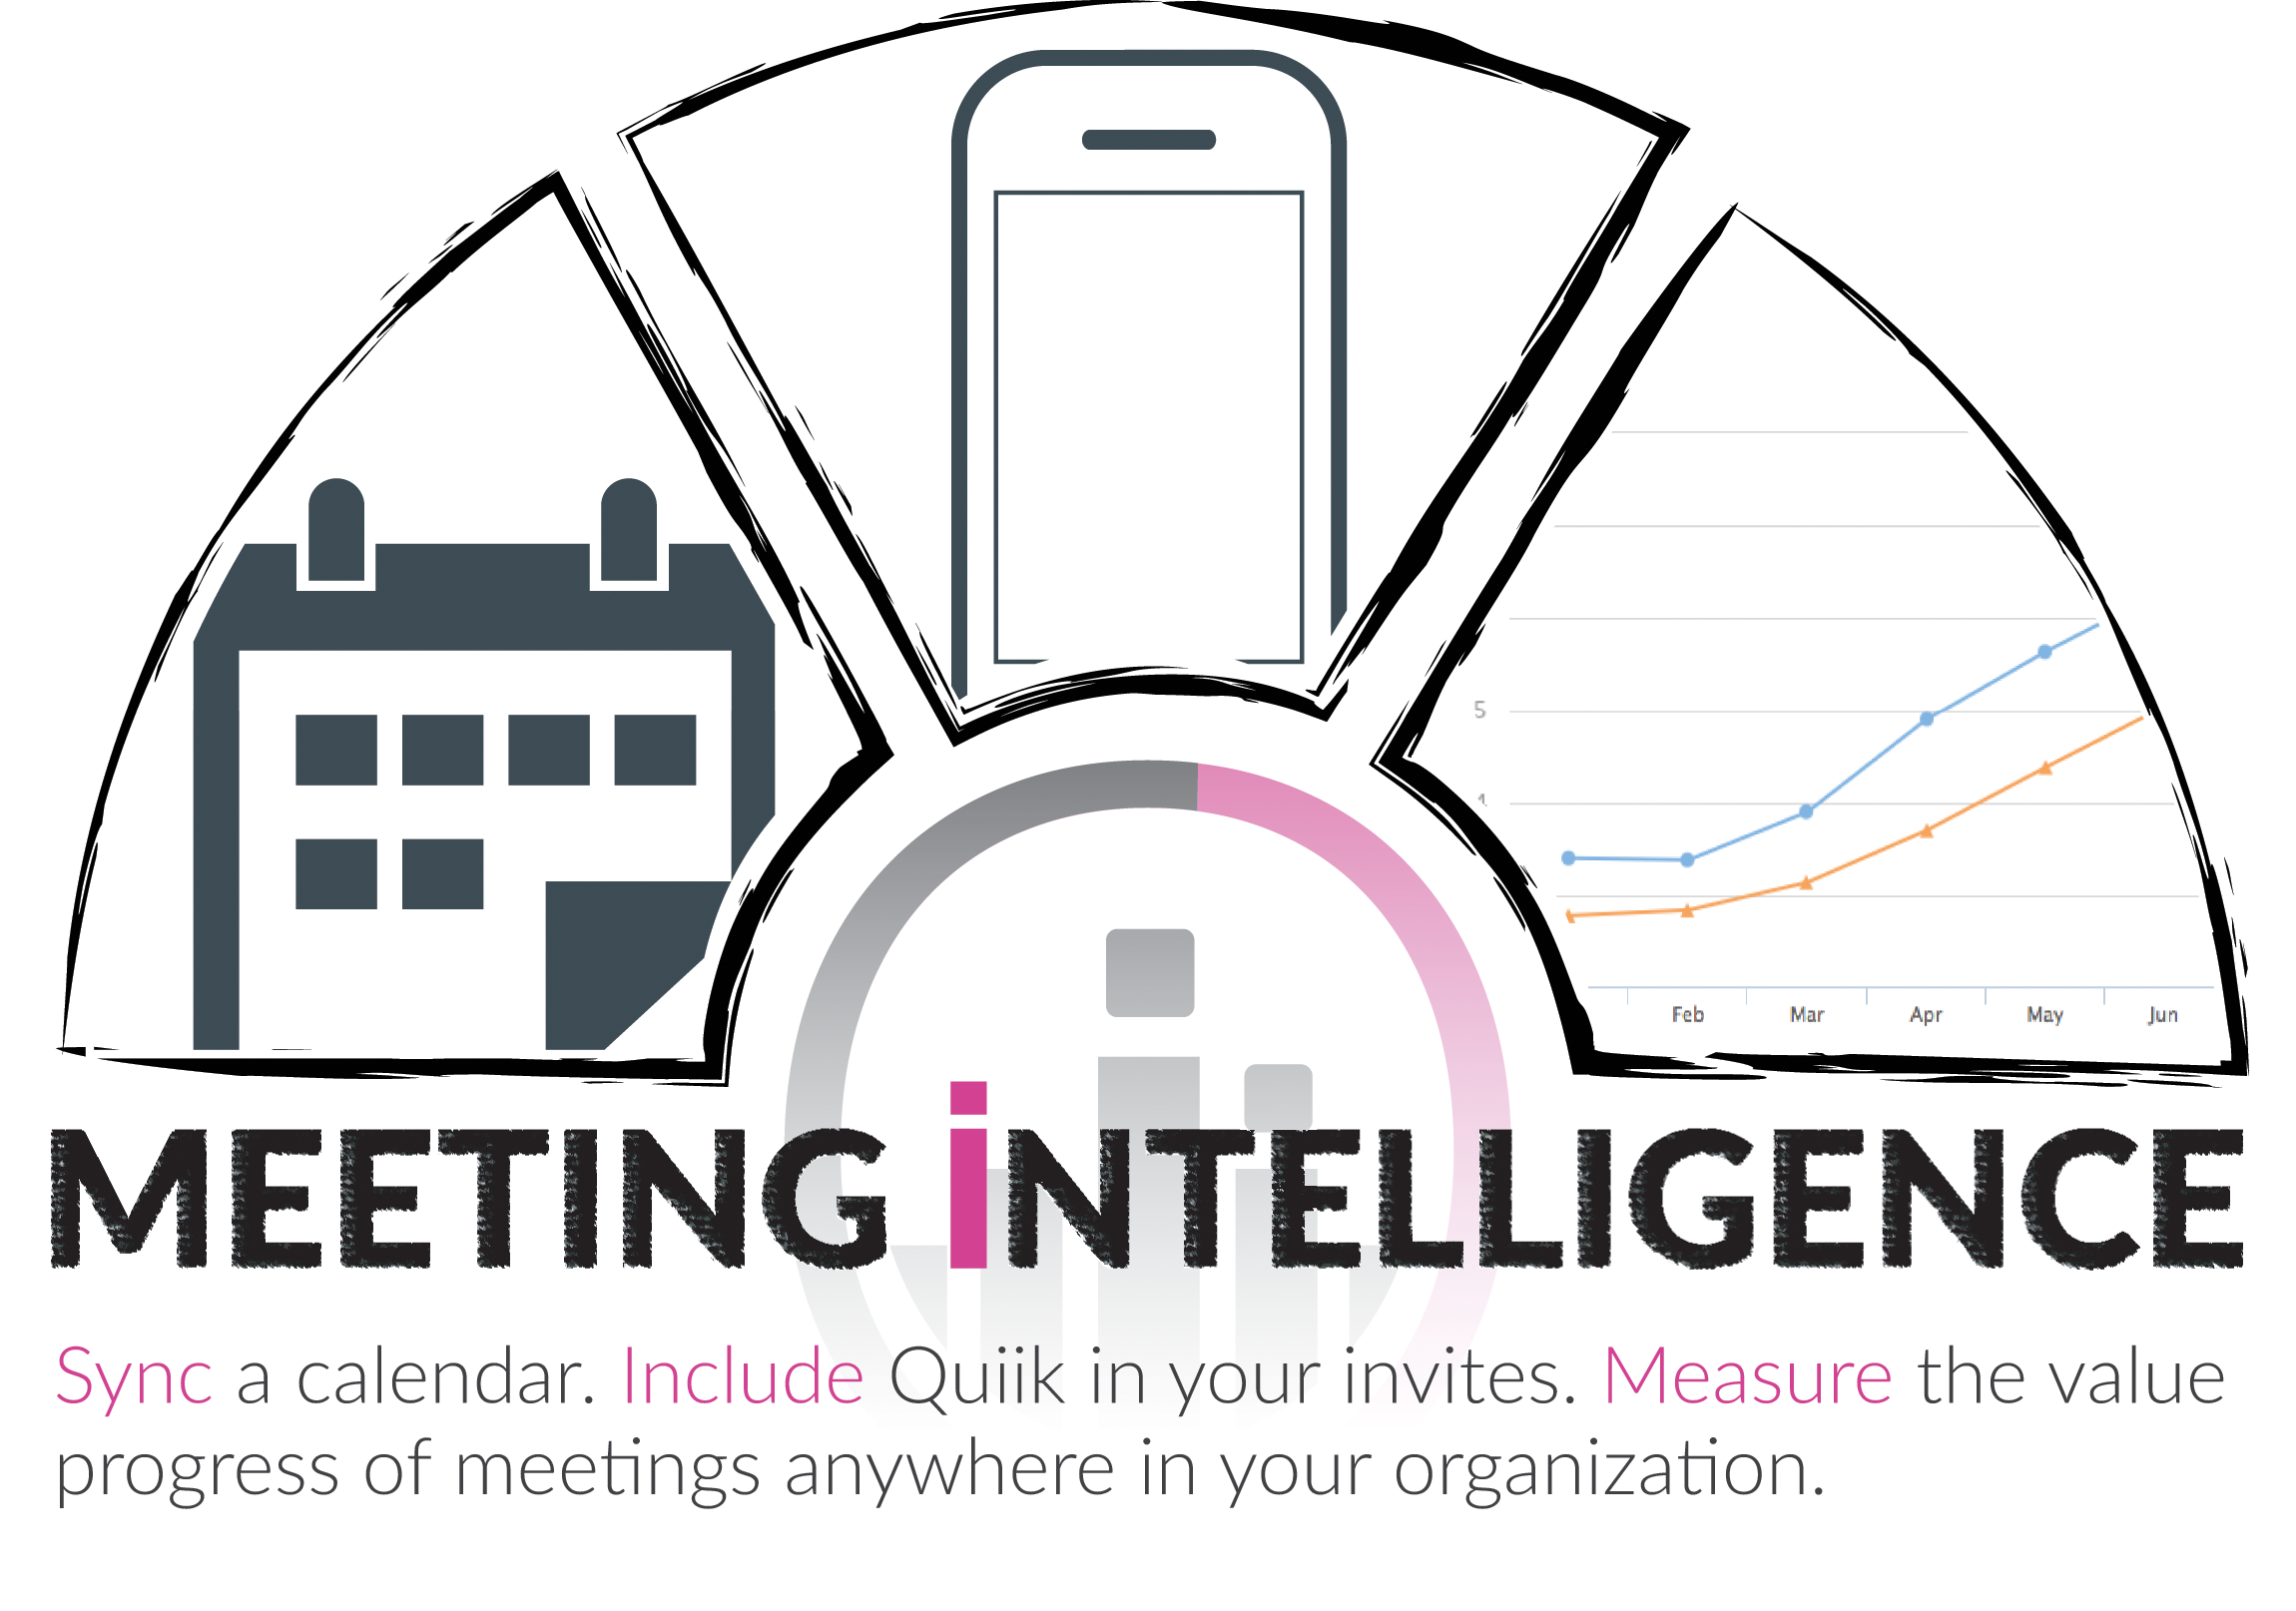 5
Feb Mar Apr May Jun
MEETING iNTELLIGENCE
Sync a calendar. Include Quiik in your invites. Measure the value
progress of meetings anywhere in your organization.